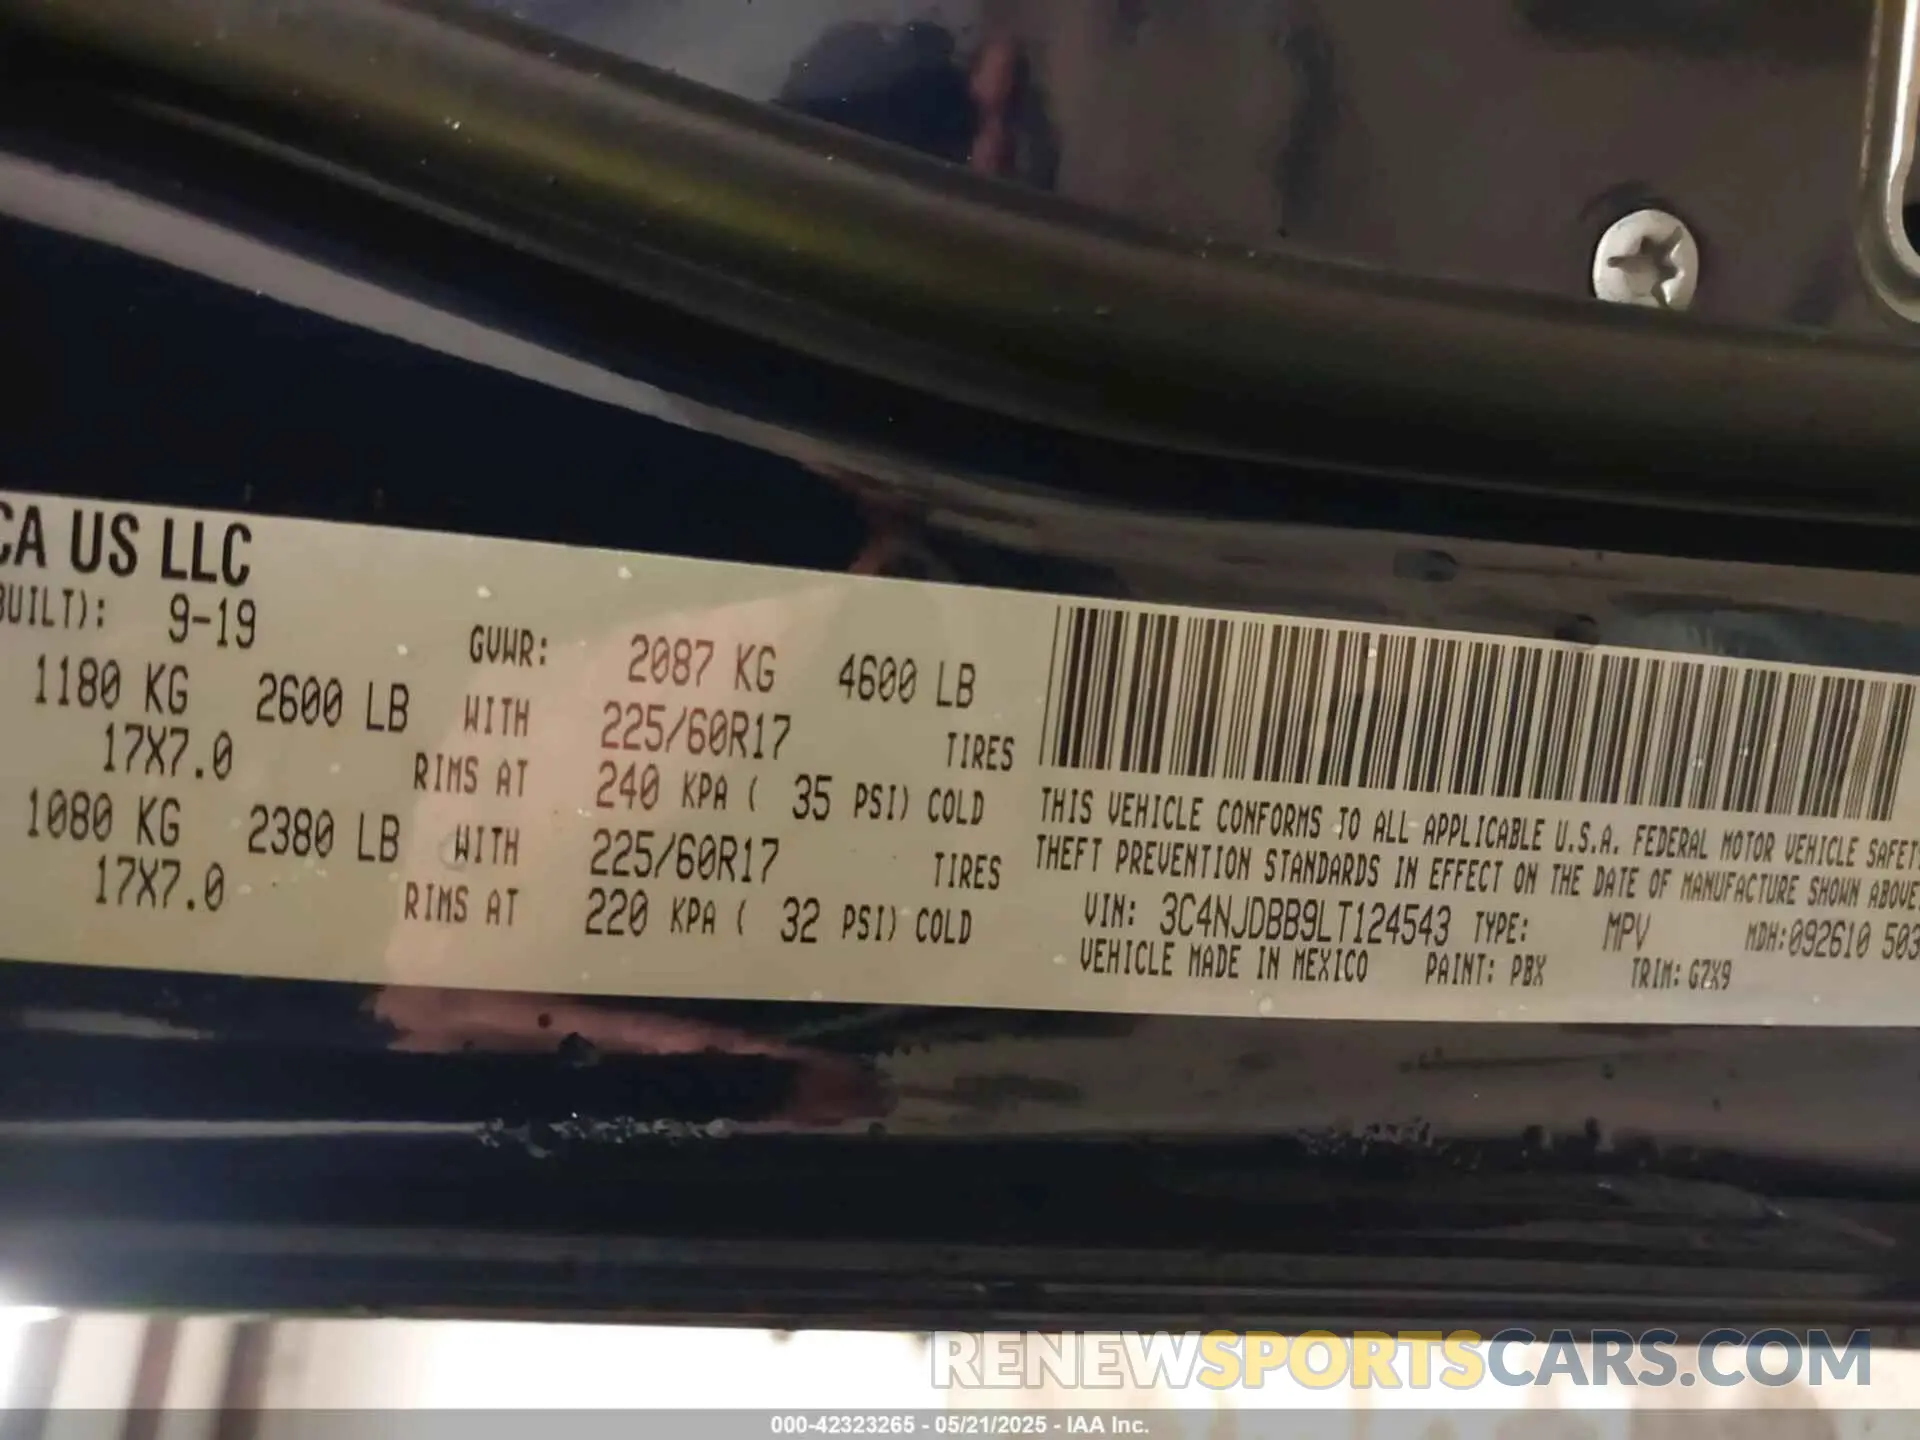 CA US LLC
BUILT): 9-19
GVWR: 2087 KG 4600 LB
1180 KG 2600 LB WITH 225/60R17 TIRES
17X7.0 RIMS AT 240 KPA ( 35 PSI) COLD
1080 KG 2380 LB WITH 225/60R17 TIRES
17X7.0 RIMS AT 220 KPA ( 32 PSI) COLD
THIS VEHICLE CONFORMS TO ALL APPLICABLE U.S.A. FEDERAL MOTOR VEHICLE SAFETY
THEFT PREVENTION STANDARDS IN EFFECT ON THE DATE OF MANUFACTURE SHOWN ABOVE.
VIN: 3C4NJDBB9LT124543 TYPE: MPV MDH:092610 503
VEHICLE MADE IN MEXICO PAINT: PBX TRIM: G7X9
RENEWSPORTSCARS.COM
000-42323265 - 05/21/2025 - IAA Inc.